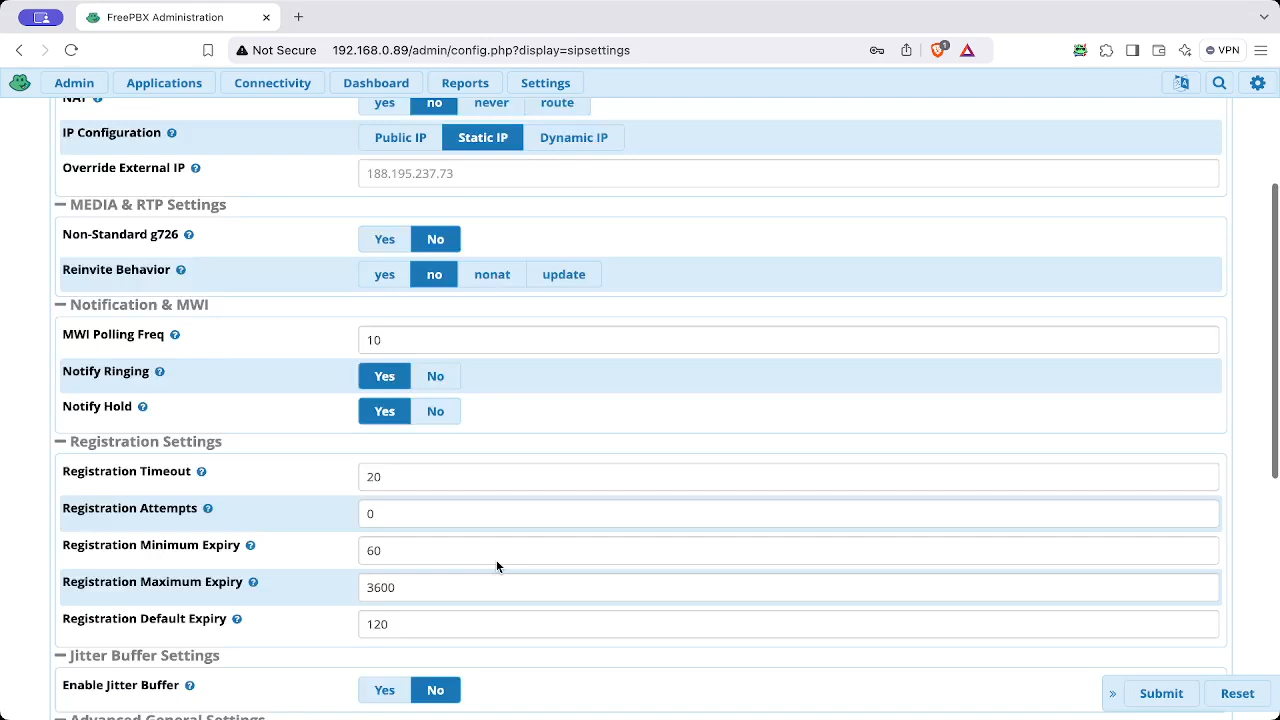 FreePBX Administration
Not Secure 192.168.0.89/admin/config.php?display=sipsettings
1
VPN
Admin Applications Connectivity Dashboard Reports Settings
NAT yes no never route
IP Configuration Public IP Static IP Dynamic IP
Override External IP 188.195.237.73
MEDIA & RTP Settings
Non-Standard g726 Yes No
Reinvite Behavior yes no nonat update
Notification & MWI
MWI Polling Freq 10
Notify Ringing Yes No
Notify Hold Yes No
Registration Settings
Registration Timeout 20
Registration Attempts 0
Registration Minimum Expiry 60
Registration Maximum Expiry 3600
Registration Default Expiry 120
Jitter Buffer Settings
Enable Jitter Buffer Yes No
» Submit Reset
Advanced General Settings